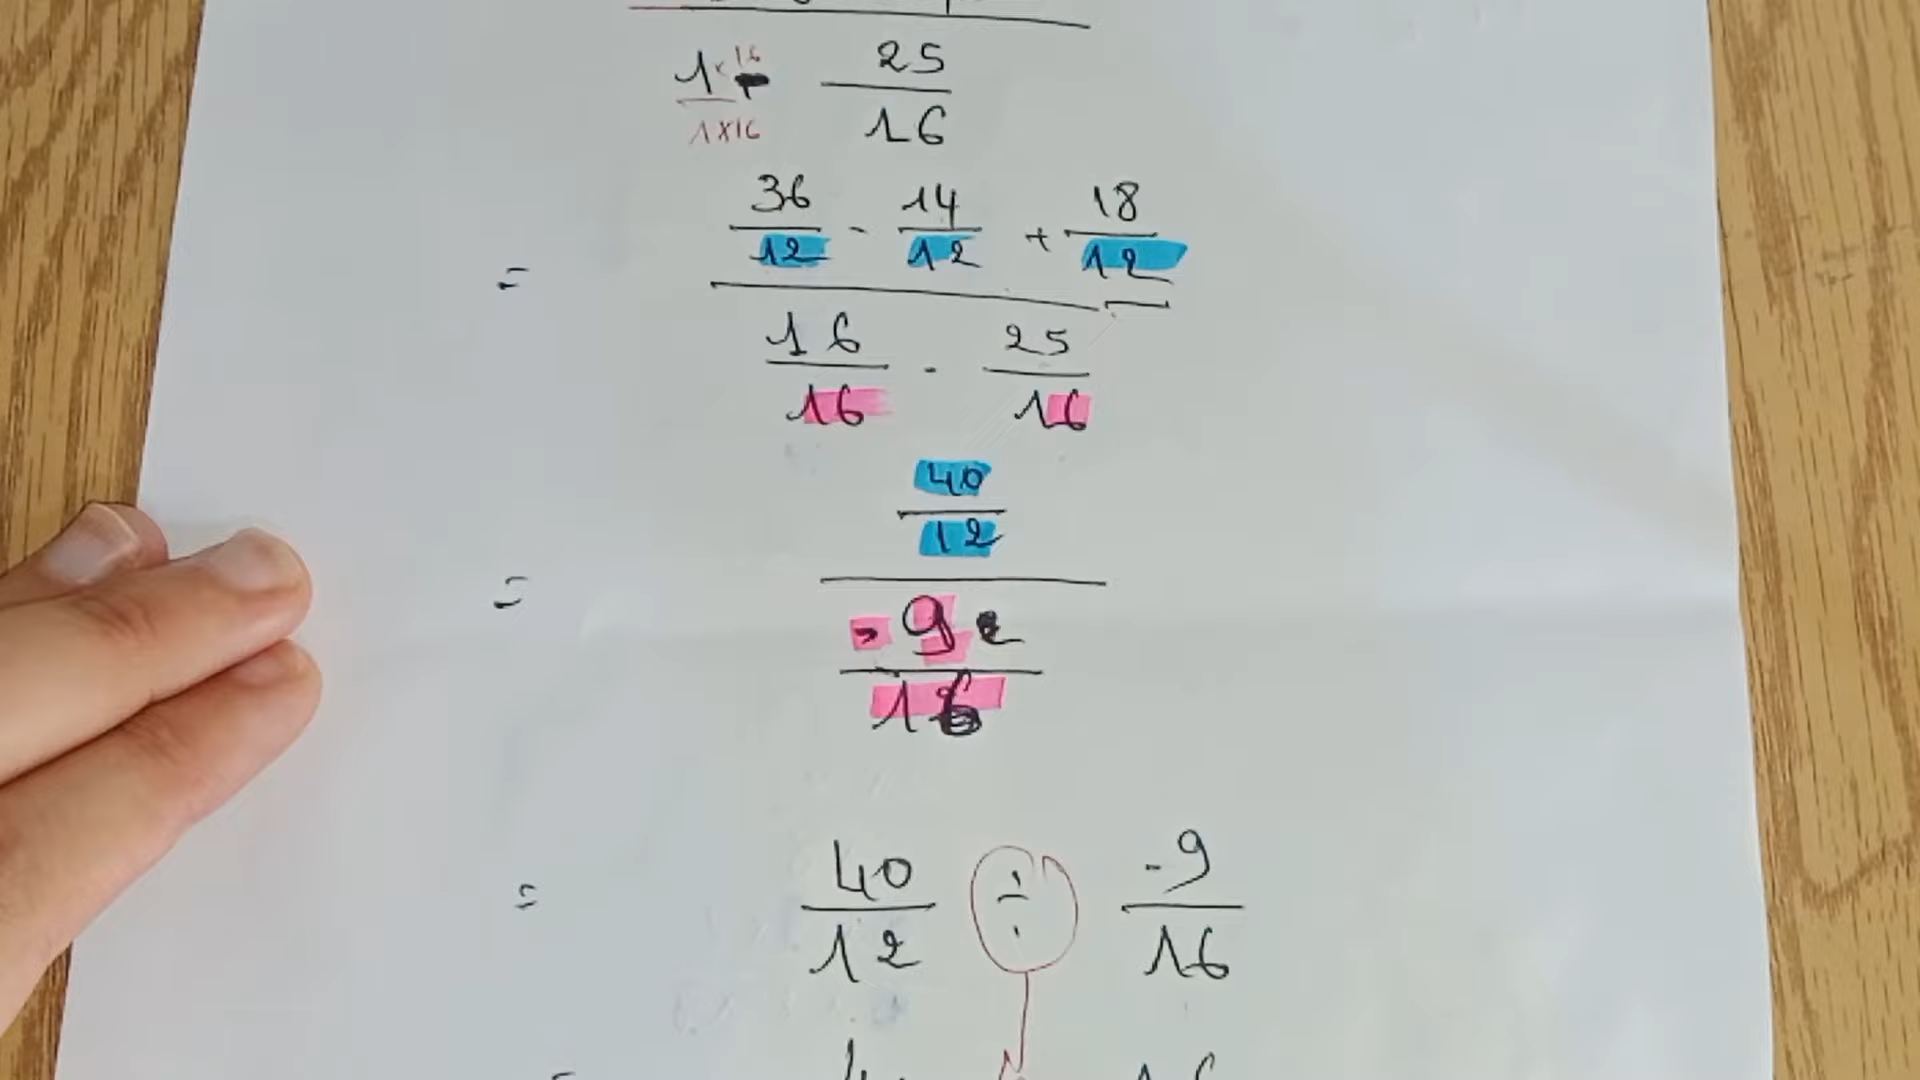 1 × 16 25
1×16 16
36 - 14 + 18
12 12 12
=
16 - 25
16 16
40
12
=
- 9
16
= 40 ÷ -9
12 16